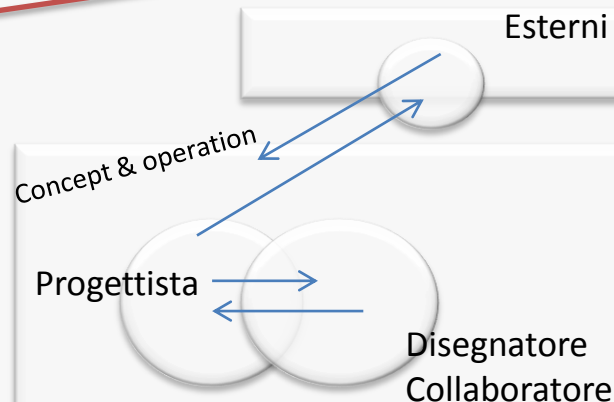 Esterni
Concept & operation
Progettista
Disegnatore
Collaboratore